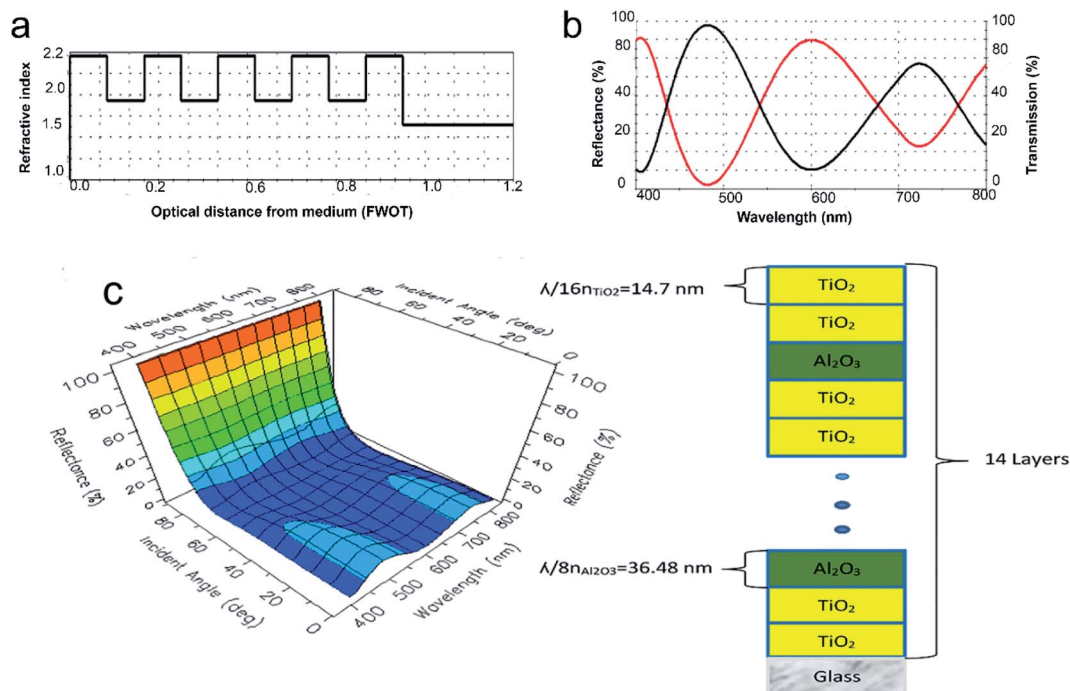 a
Refractive index
2.2
2.0
1.5
1.0
0.0 0.2 0.6 0.8 1.0 1.2
Optical distance from medium (FWOT)
b
Reflectance (%)
100
80
40
20
0
400 500 600 700 800
Wavelength (nm)
100
80
40
20
0
Transmission (%)
c
Wavelength (nm)
400 500 600 700 800
Incident Angle (deg)
80 60 40 20 0
Reflectance (%)
100
80
60
40
20
0
Incident Angle (deg)
80 60 40 20 0
Wavelength (nm)
400 500 600 700 800
Reflectance (%)
100
80
60
40
20
0
ʎ/16nTiO2=14.7 nm
TiO₂
TiO₂
Al₂O₃
TiO₂
TiO₂
14 Layers
ʎ/8nAl2O3=36.48 nm
Al₂O₃
TiO₂
TiO₂
Glass